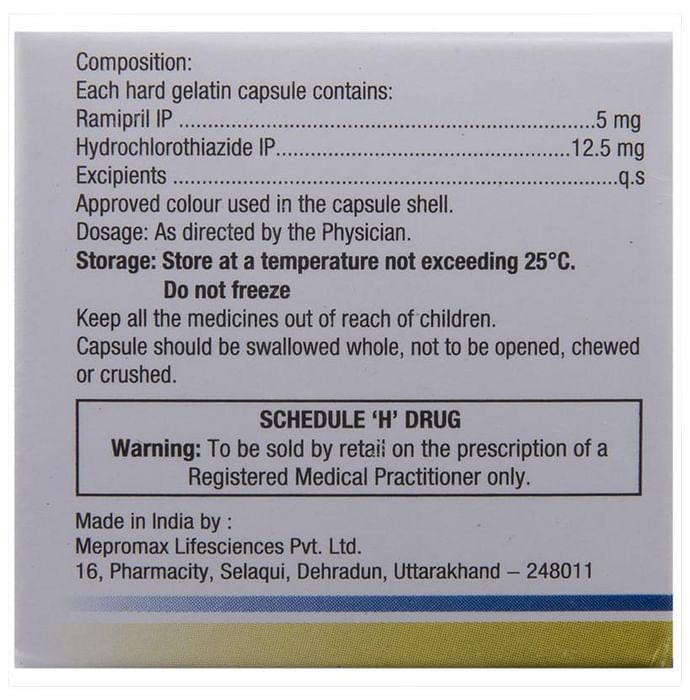 Composition:
Each hard gelatin capsule contains:
Ramipril IP ................................................................5 mg
Hydrochlorothiazide IP.............................................12.5 mg
Excipients ....................................................................q.s
Approved colour used in the capsule shell.
Dosage: As directed by the Physician.
Storage: Store at a temperature not exceeding 25°C.
Do not freeze
Keep all the medicines out of reach of children.
Capsule should be swallowed whole, not to be opened, chewed
or crushed.
SCHEDULE ‘H’ DRUG
Warning: To be sold by retail on the prescription of a
Registered Medical Practitioner only.
Made in India by :
Mepromax Lifesciences Pvt. Ltd.
16, Pharmacity, Selaqui, Dehradun, Uttarakhand – 248011